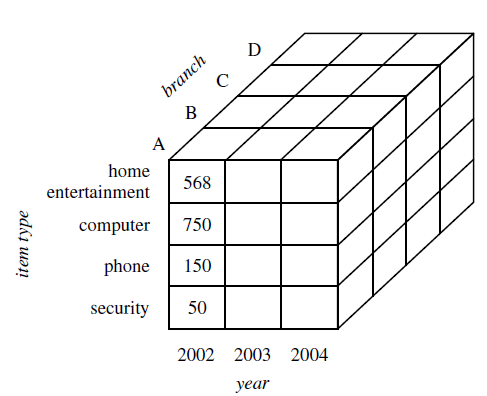 D
branch
C
B
A
home
entertainment
568
computer
750
item type
phone
150
security
50
2002 2003 2004
year